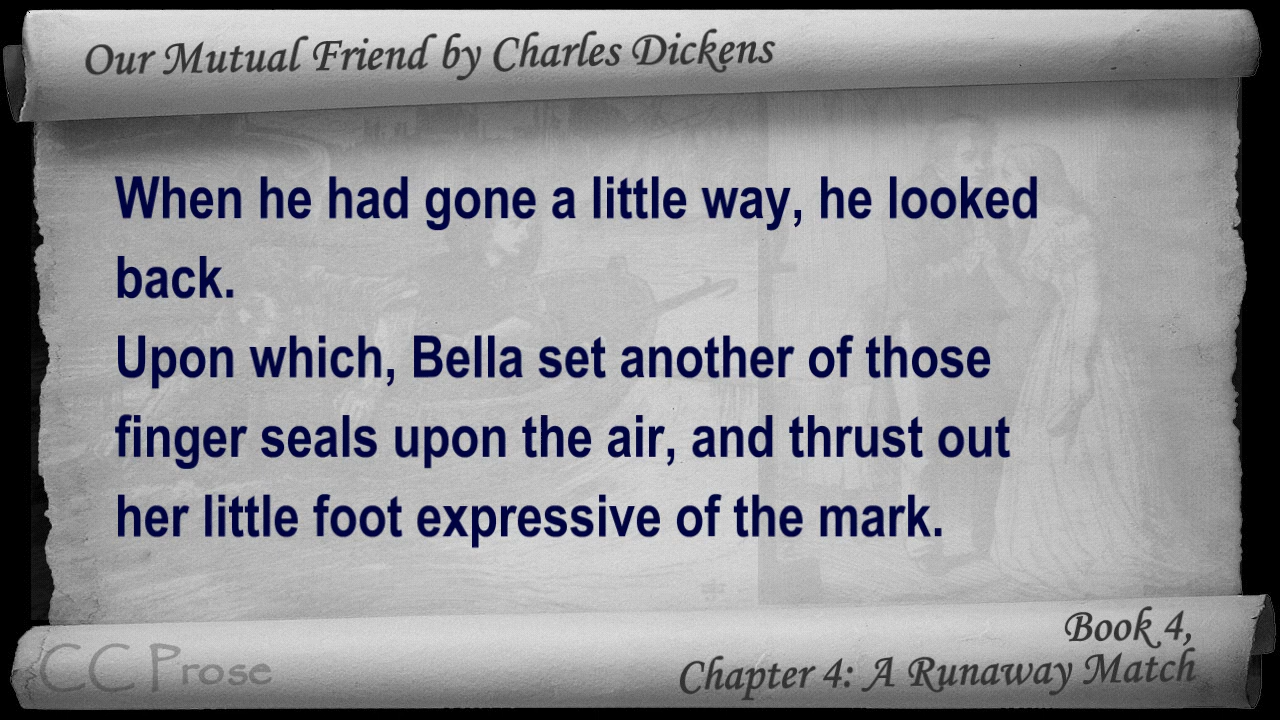 Our Mutual Friend by Charles Dickens
When he had gone a little way, he looked
back.
Upon which, Bella set another of those
finger seals upon the air, and thrust out
her little foot expressive of the mark.
Book 4,
Chapter 4: A Runaway Match
CC Prose